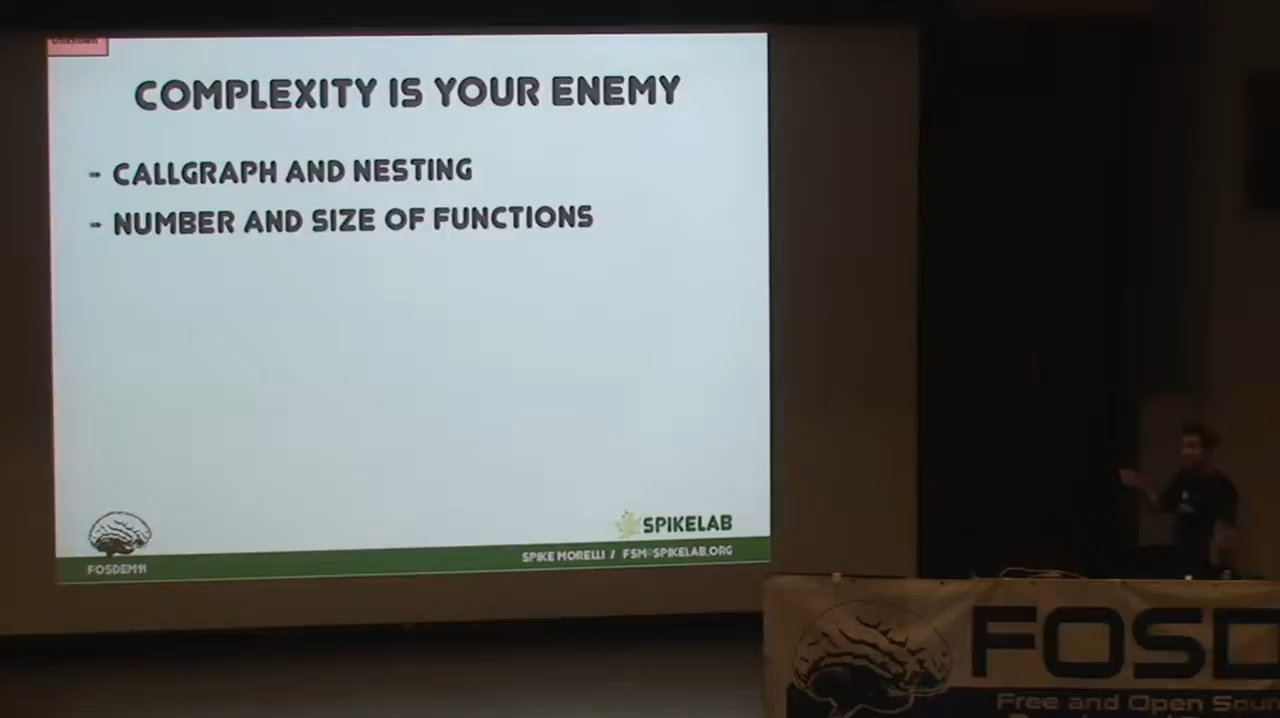 COMPLEXITY IS YOUR ENEMY
- CALLGRAPH AND NESTING
- NUMBER AND SIZE OF FUNCTIONS
SPIKELAB
SPIKE MORELLI / FSM@SPIKELAB.ORG
FOSDEM11
FOSD
Free and Open Sour